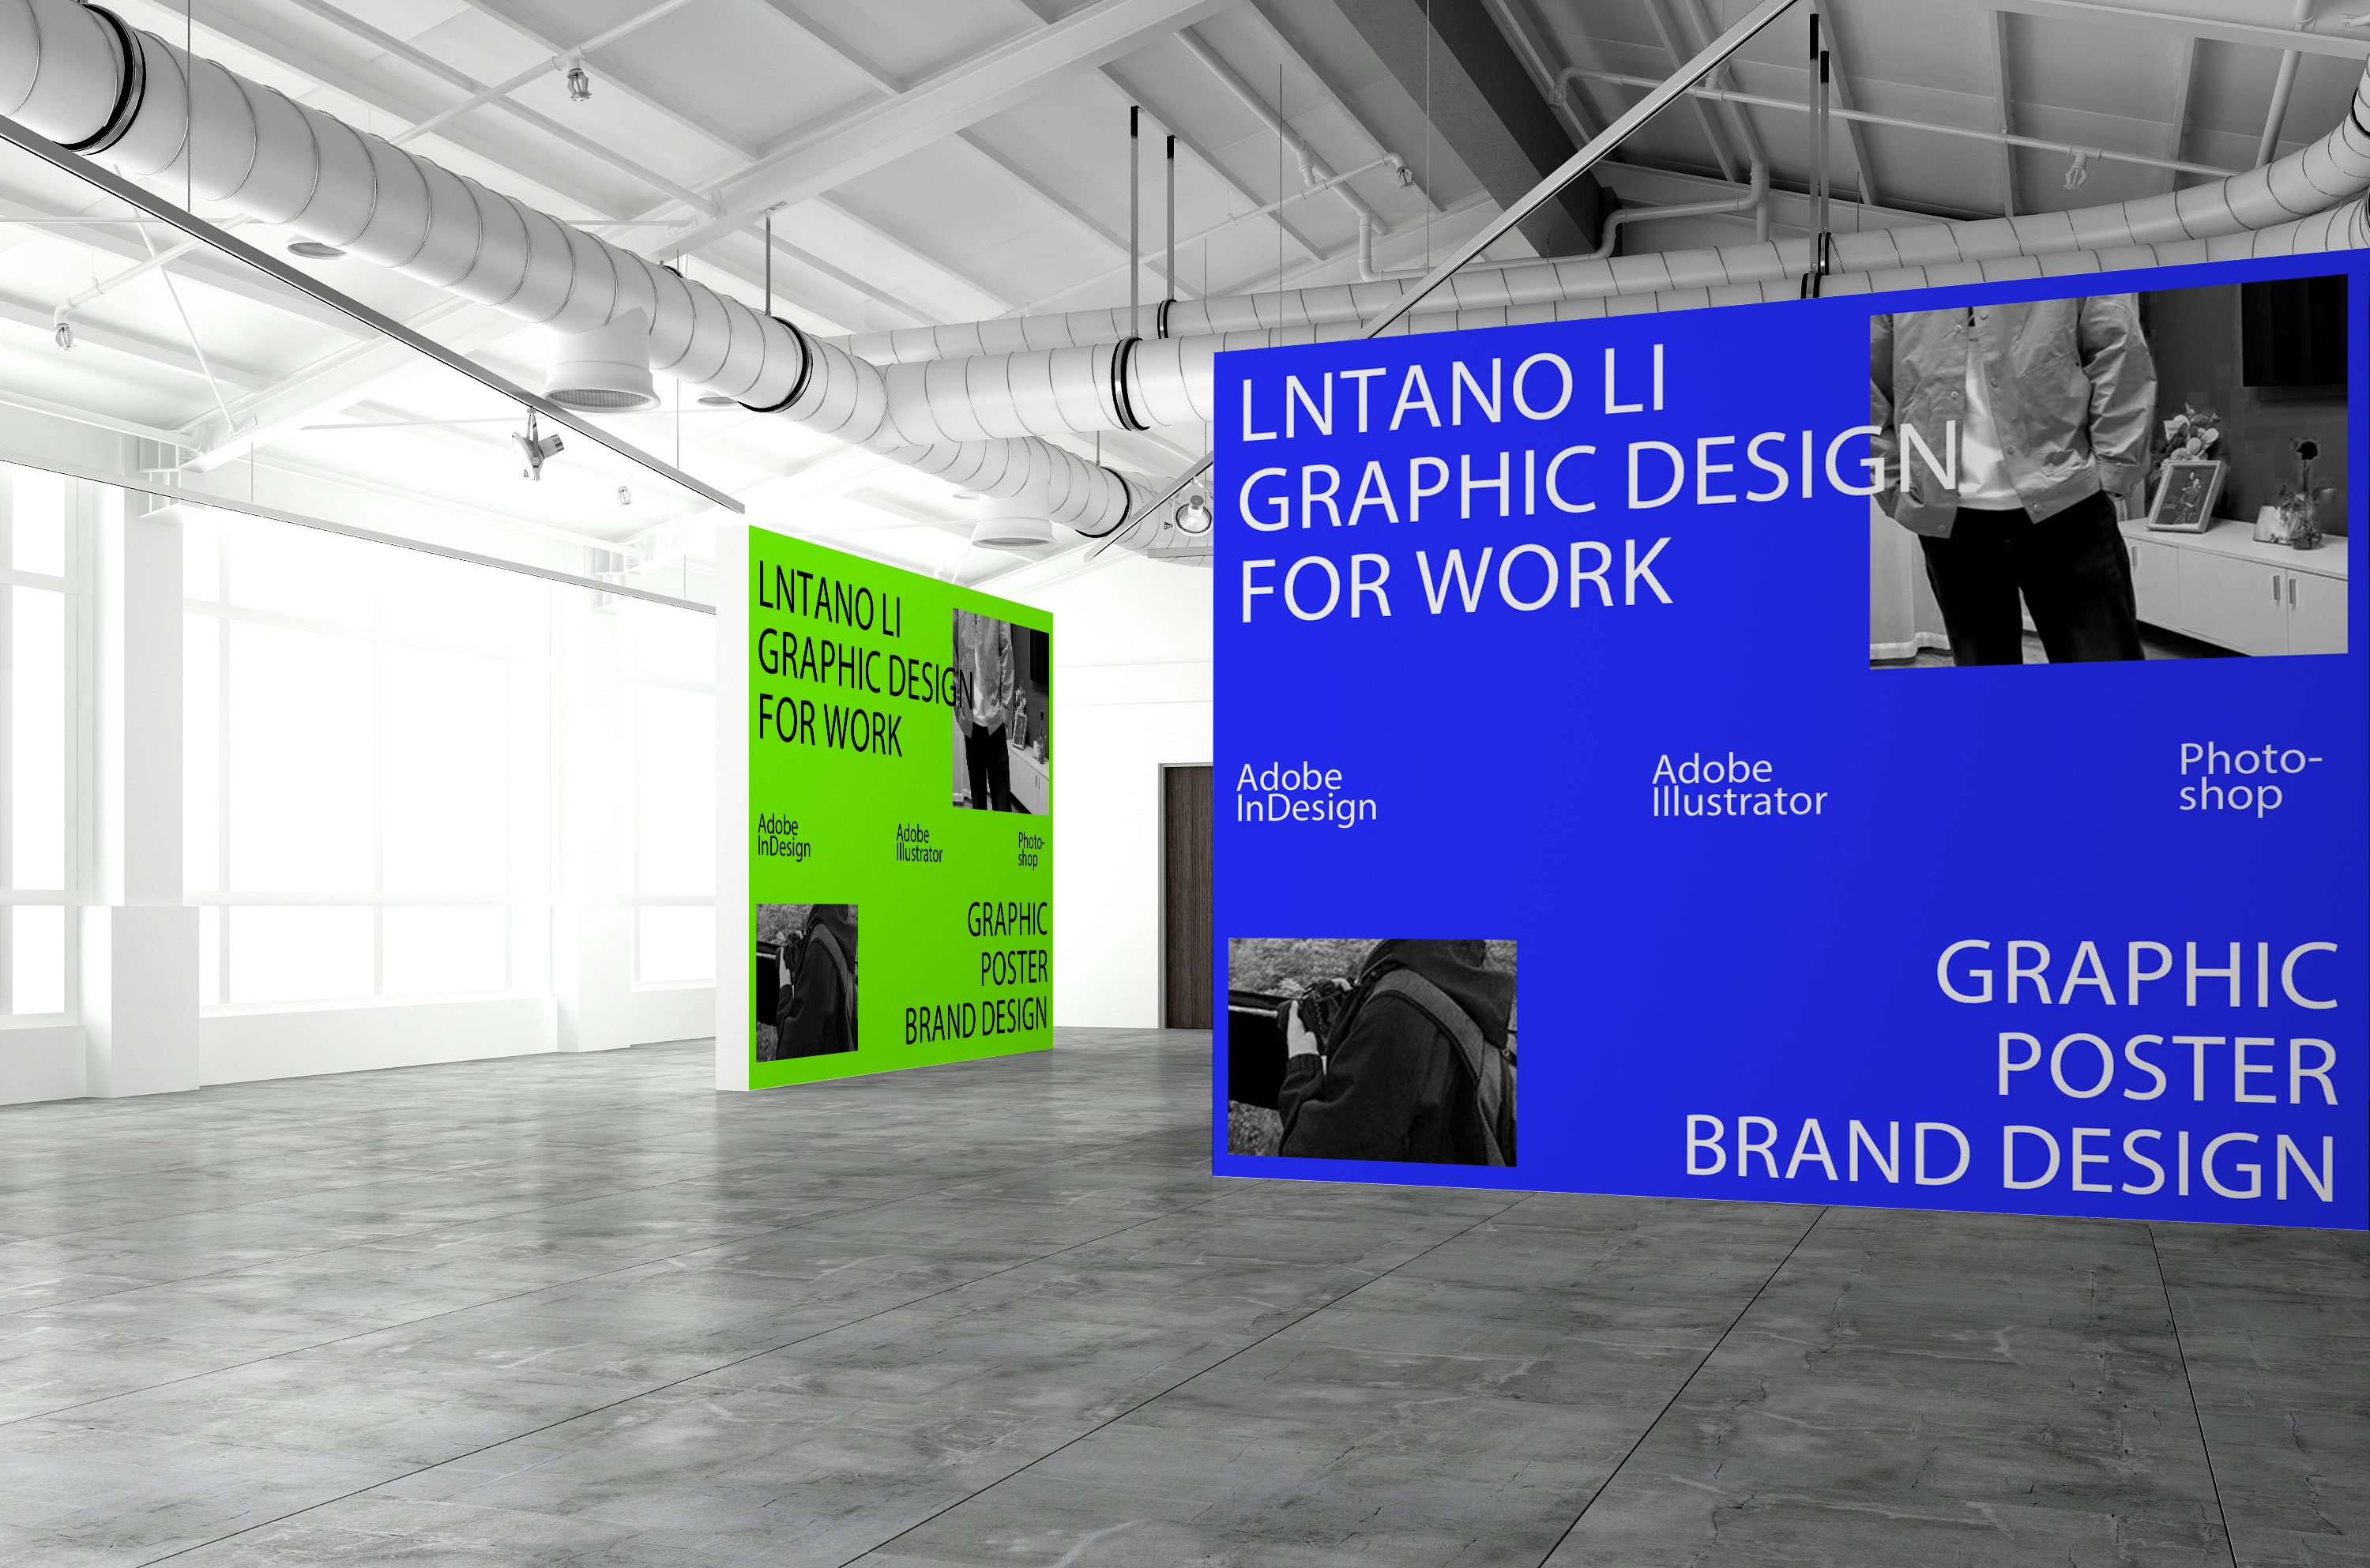 LNTANO LI
GRAPHIC DESIGN
FOR WORK
Adobe
InDesign
Adobe
Illustrator
Photo-
shop
GRAPHIC
POSTER
BRAND DESIGN
LNTANO LI
GRAPHIC DESIGN
FOR WORK
Adobe
InDesign
Adobe
Illustrator
Photo-
shop
GRAPHIC
POSTER
BRAND DESIGN